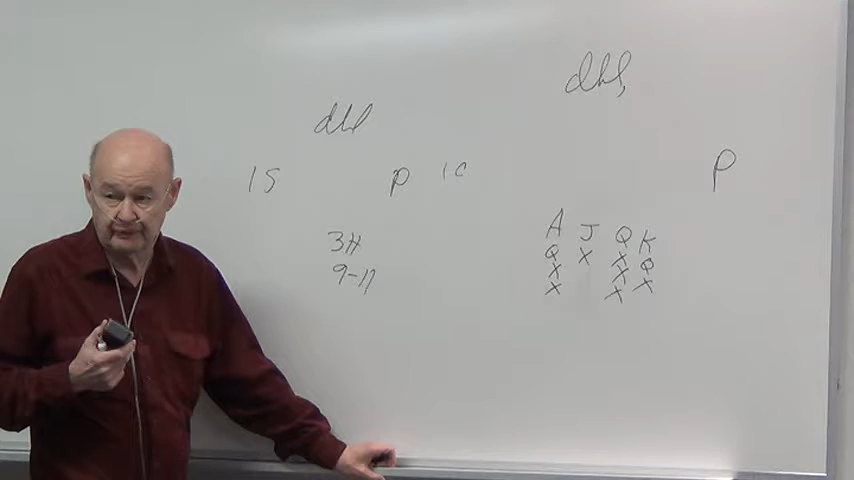 dbl
1S P
3H
9-11
dbl,
1C P
A J Q K
Q X X Q
X X X
X X